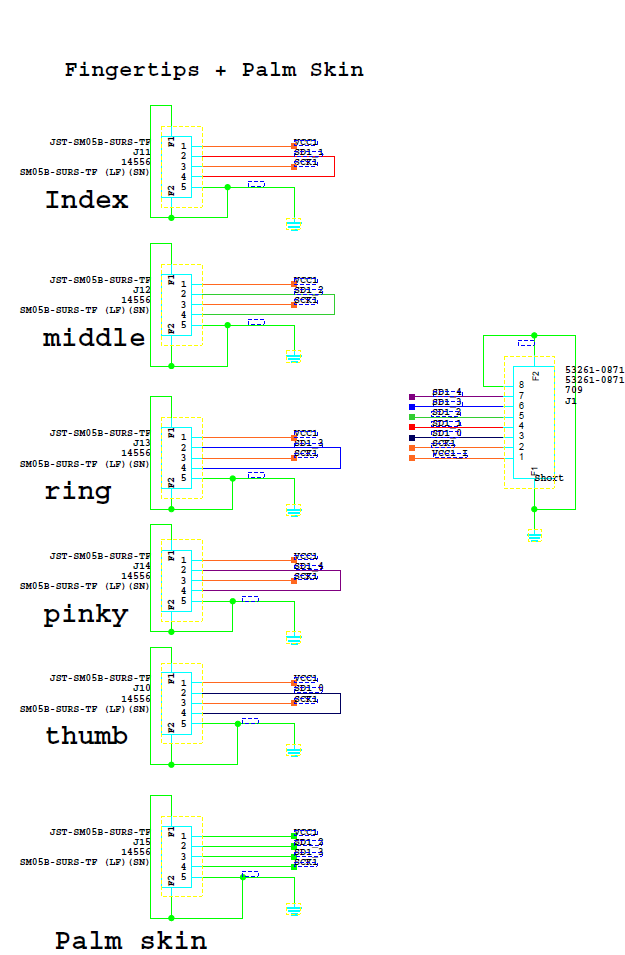 Fingertips + Palm Skin
JST-SM05B-SURS-TF
J11
14556
SM05B-SURS-TF (LF)(SN)
F1
1
2
3
4
5
F2
VCC1
SD1-1
SCK1
Index
JST-SM05B-SURS-TF
J12
14556
SM05B-SURS-TF (LF)(SN)
F1
1
2
3
4
5
F2
VCC1
SD1-2
SCK1
middle
JST-SM05B-SURS-TF
J13
14556
SM05B-SURS-TF (LF)(SN)
F1
1
2
3
4
5
F2
VCC1
SD1-3
SCK1
ring
JST-SM05B-SURS-TF
J14
14556
SM05B-SURS-TF (LF)(SN)
F1
1
2
3
4
5
F2
VCC1
SD1-4
SCK1
pinky
JST-SM05B-SURS-TF
J10
14556
SM05B-SURS-TF (LF)(SN)
F1
1
2
3
4
5
F2
VCC1
SD1-0
SCK1
thumb
JST-SM05B-SURS-TF
J15
14556
SM05B-SURS-TF (LF)(SN)
F1
1
2
3
4
5
F2
VCC1
SCK1
Palm skin
SD1-4
SD1-3
SD1-2
SD1-1
SD1-0
SCK1
VCC1-I
F2
8
7
6
5
4
3
2
1
F1
Short
53261-0871
53261-0871
709
J1